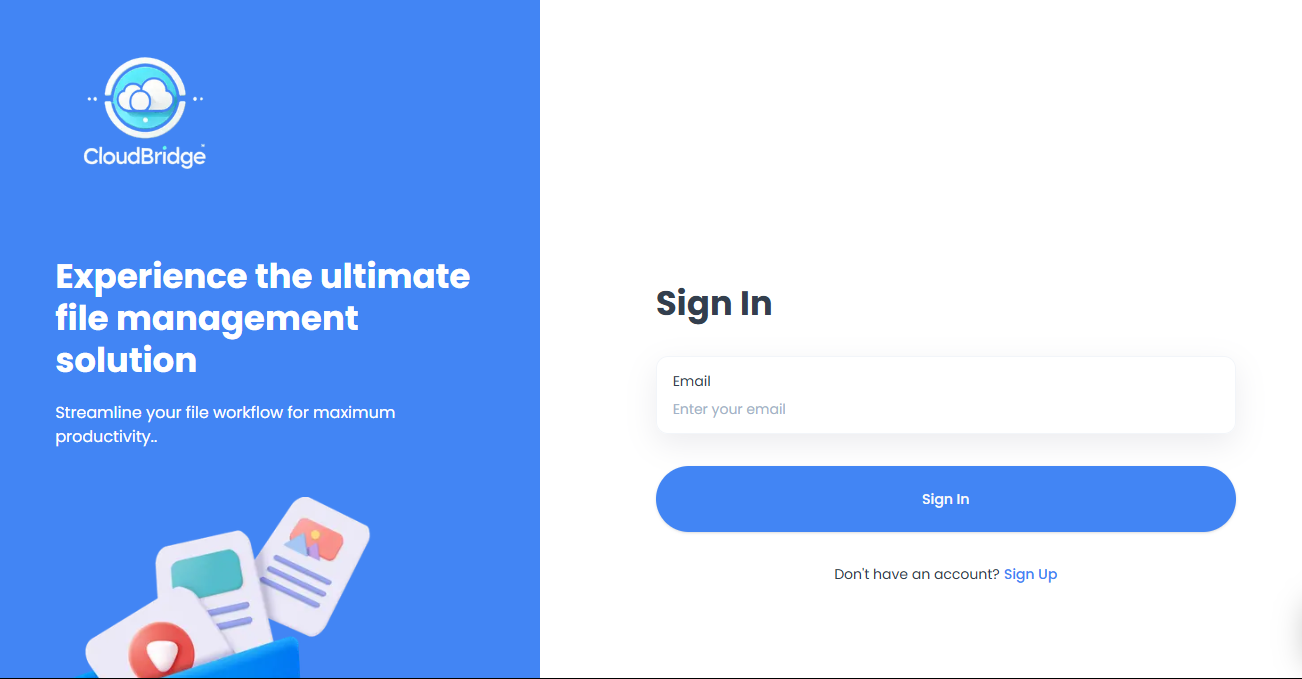 CloudBridge
Experience the ultimate
file management
solution
Streamline your file workflow for maximum
productivity..
Sign In
Email
Enter your email
Sign In
Don't have an account? Sign Up